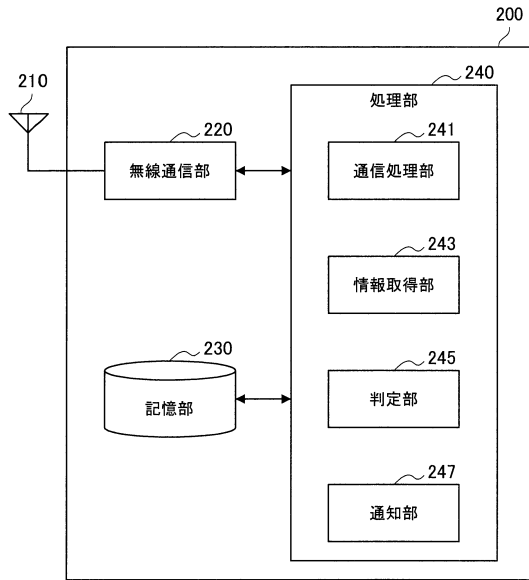 200
210
240
処理部
220
無線通信部
241
通信処理部
243
情報取得部
230
記憶部
245
判定部
247
通知部